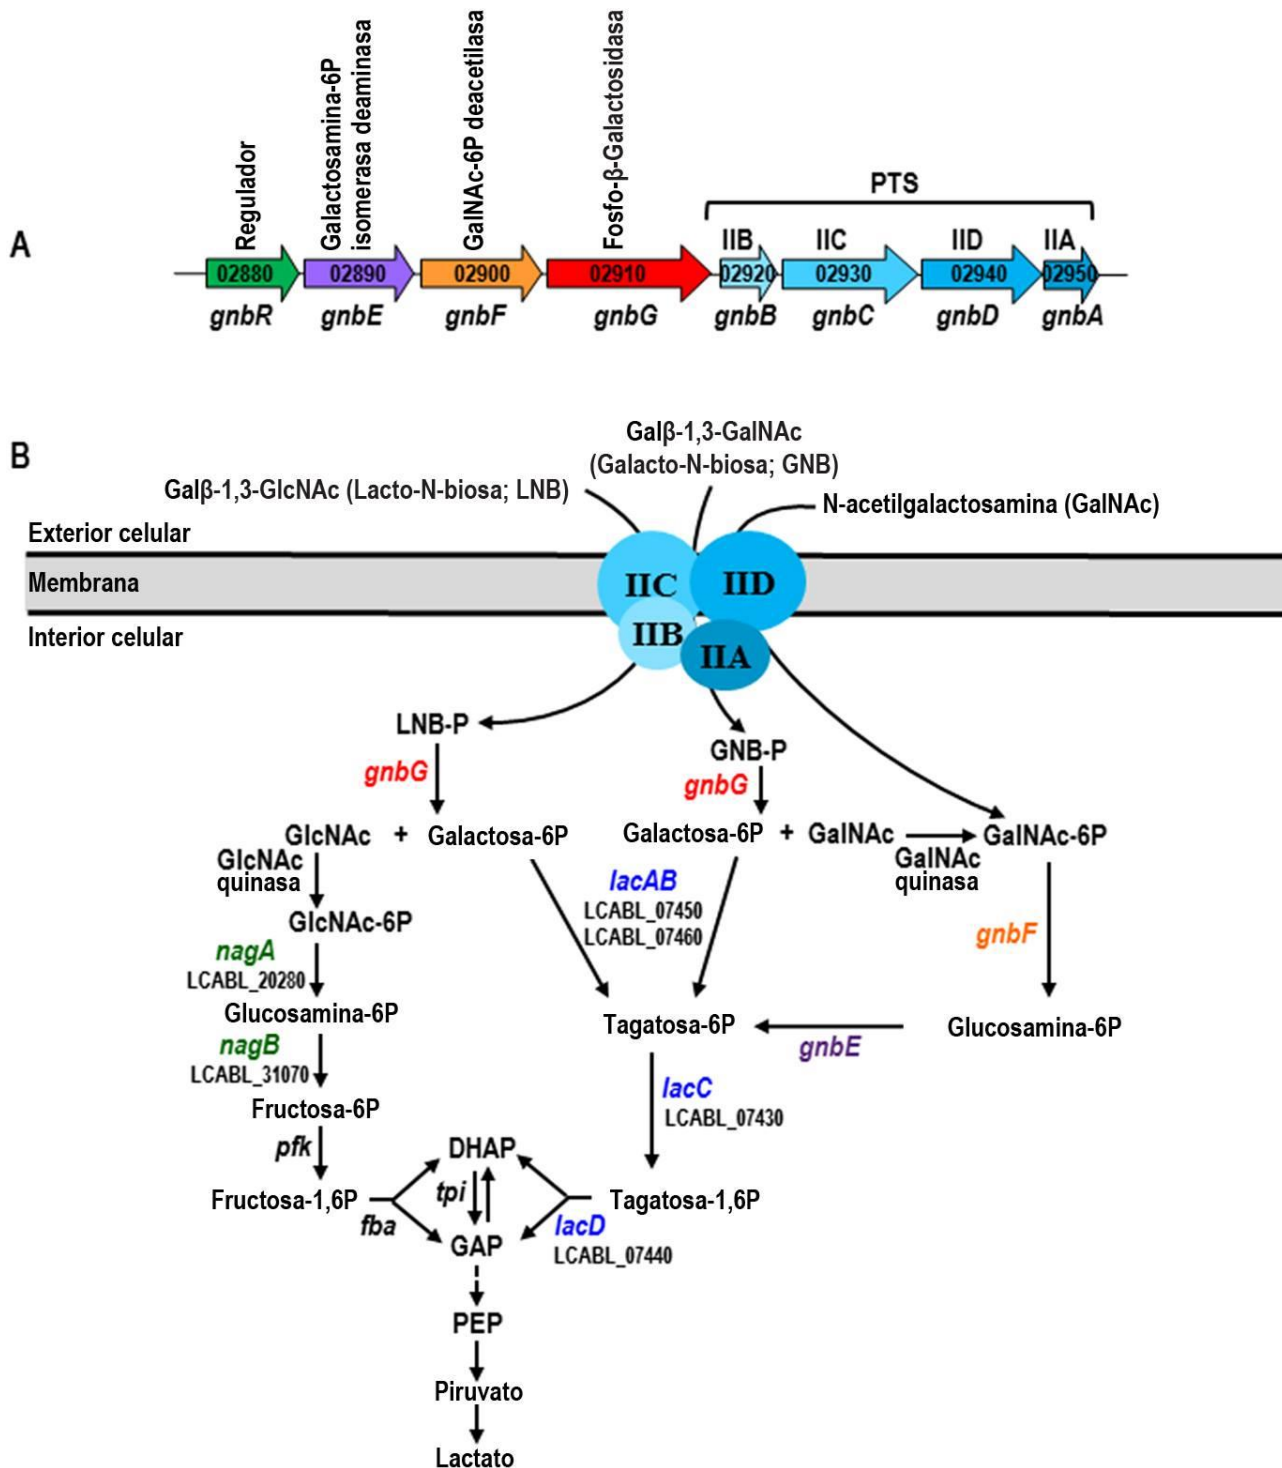 A
Regulador
Galactosamina-6P
isomerasa deaminasa
GalNAc-6P deacetilasa
Fosfo-β-Galactosidasa
PTS
IIB IIC IID IIA
02880 02890 02900 02910 02920 02930 02940 02950
gnbR gnbE gnbF gnbG gnbB gnbC gnbD gnbA
B
Galβ-1,3-GalNAc
(Galacto-N-biosa; GNB)
Galβ-1,3-GlcNAc (Lacto-N-biosa; LNB)
N-acetilgalactosamina (GalNAc)
Exterior celular
Membrana
Interior celular
IIC IID
IIB IIA
LNB-P
GNB-P
gnbG
gnbG
GlcNAc + Galactosa-6P
Galactosa-6P + GalNAc
GalNAc-6P
GlcNAc
quinasa
GalNAc
quinasa
lacAB
LCABL_07450
LCABL_07460
GlcNAc-6P
gnbF
nagA
LCABL_20280
Glucosamina-6P
Tagatosa-6P
gnbE
Glucosamina-6P
nagB
LCABL_31070
lacC
LCABL_07430
Fructosa-6P
pfk
DHAP
tpi
Fructosa-1,6P
Tagatosa-1,6P
fba
GAP
lacD
LCABL_07440
PEP
Piruvato
Lactato